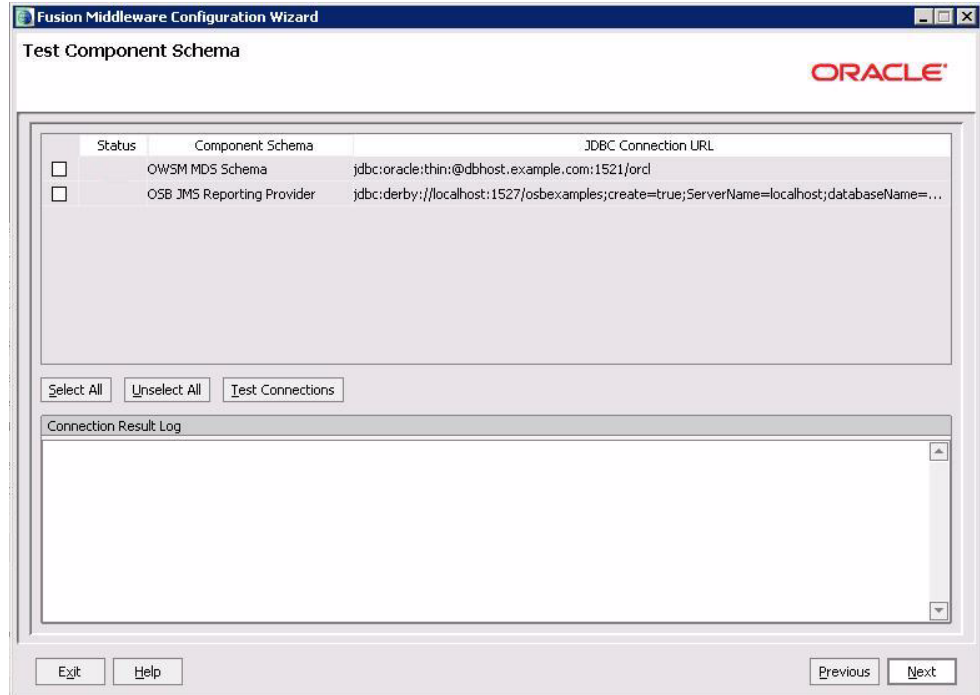 Fusion Middleware Configuration Wizard
Test Component Schema
ORACLE
Status Component Schema JDBC Connection URL
OWSM MDS Schema jdbc:oracle:thin:@dbhost.example.com:1521/orcl
OSB JMS Reporting Provider jdbc:derby://localhost:1527/osbexamples;create=true;ServerName=localhost;databaseName=...
Select All Unselect All Test Connections
Connection Result Log
Exit Help Previous Next